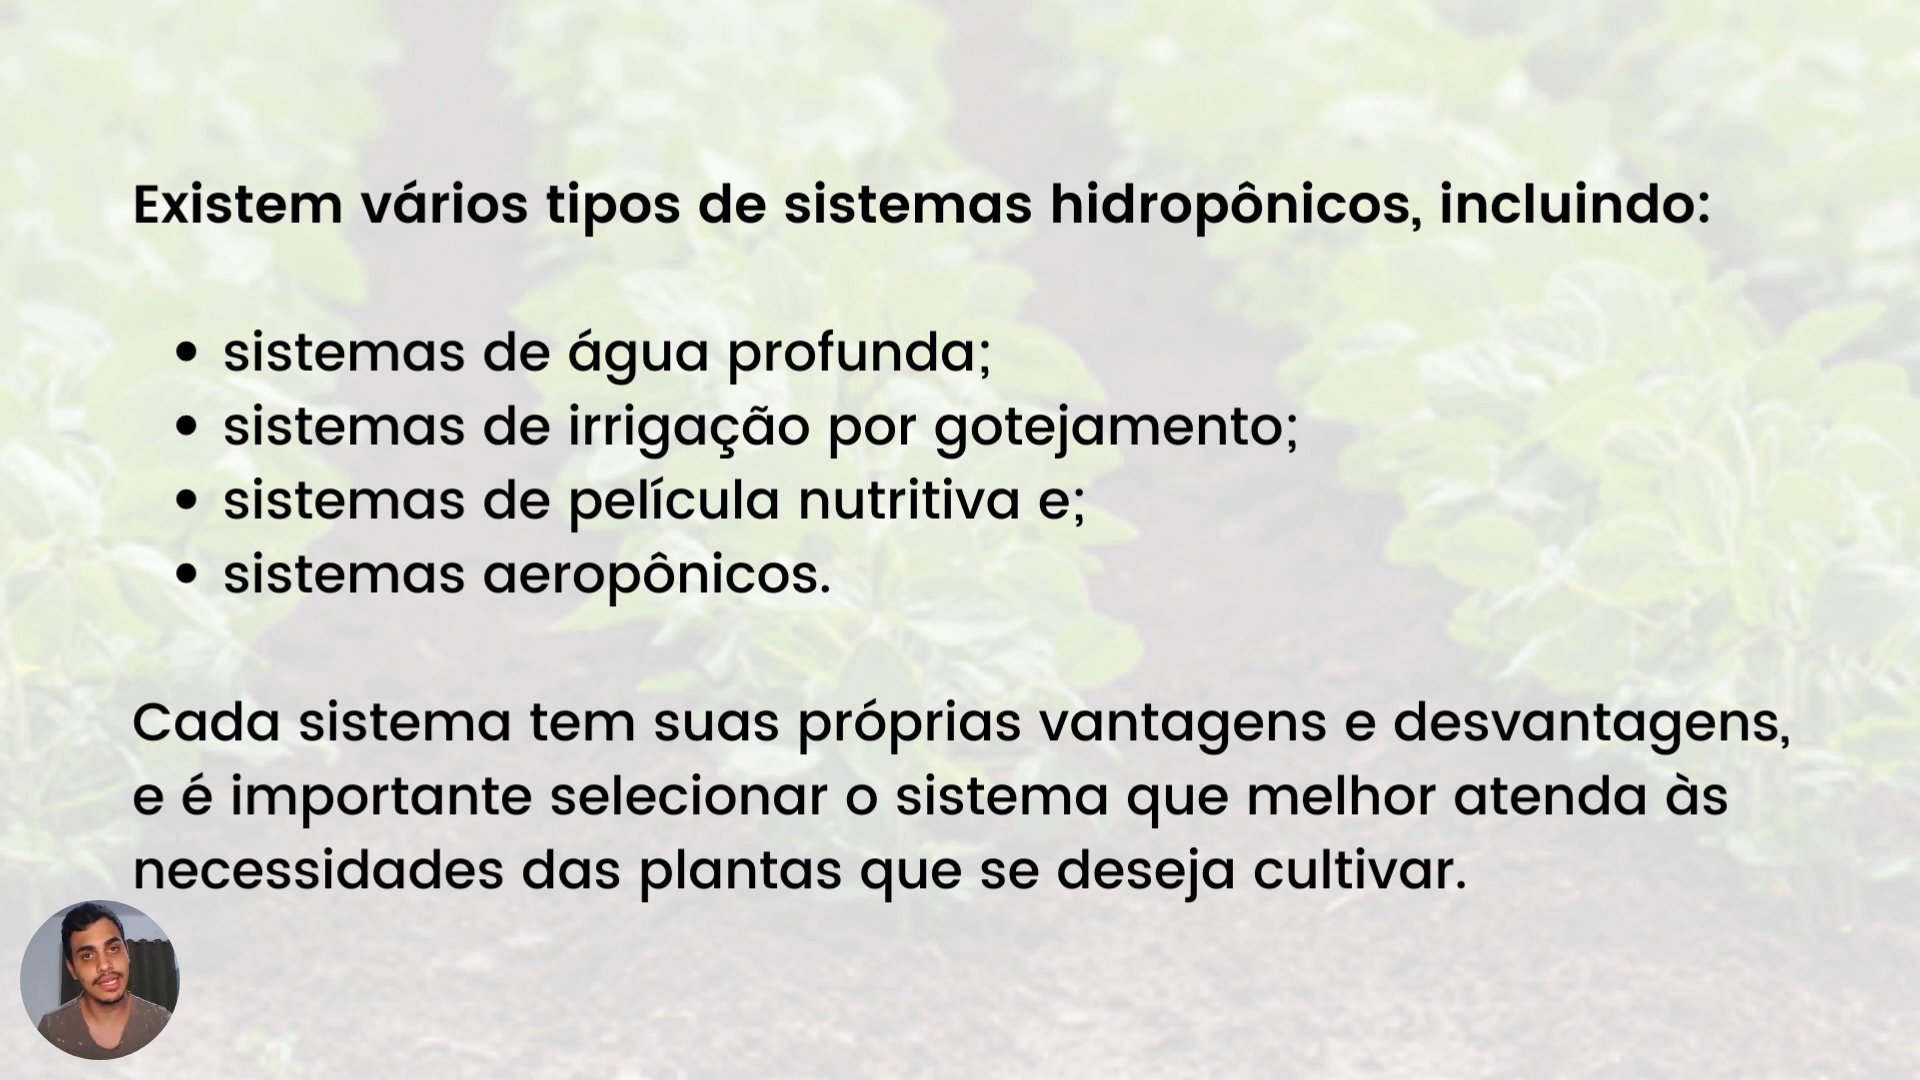 Existem vários tipos de sistemas hidropônicos, incluindo:
• sistemas de água profunda;
• sistemas de irrigação por gotejamento;
• sistemas de película nutritiva e;
• sistemas aeropônicos.
Cada sistema tem suas próprias vantagens e desvantagens,
e é importante selecionar o sistema que melhor atenda às
necessidades das plantas que se deseja cultivar.